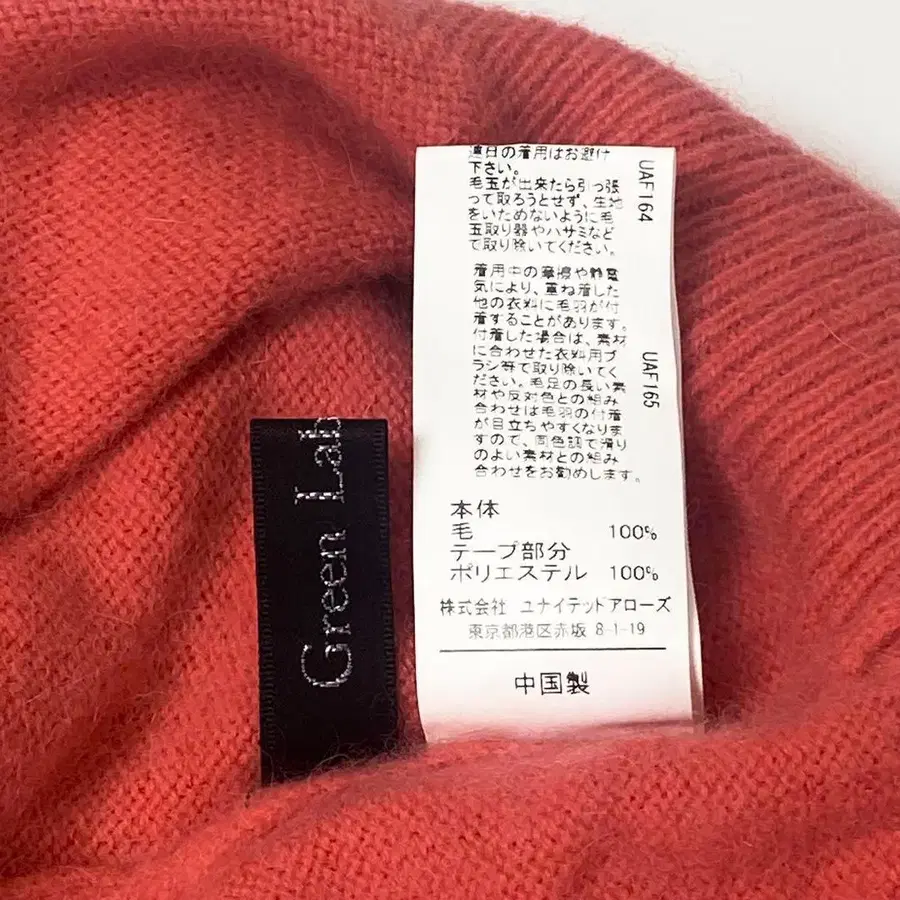 連日の着用はお避け
下さい。
毛玉が出来たら引っ張
って取ろうとせず、生地
をいためないように毛
玉取り器やハサミなど
で取り除いてください。
着用中の摩擦や静電
気により、重ね着した
他の衣料に毛羽が付
着することがあります。
付着した場合は、素材
に合わせた衣料用ブ
ラシ等で取り除いてく
ださい。毛足の長い素
材や反対色との組み
合わせは毛羽の付着
が目立ちやすくなりま
すので、同色調で滑り
のよい素材との組み
合わせをお勧めします。
UAF164
UAF165
本体
毛 100%
テープ部分
ポリエステル 100%
株式会社 ユナイテッドアローズ
東京都港区赤坂 8-1-19
中国製
Green Lab